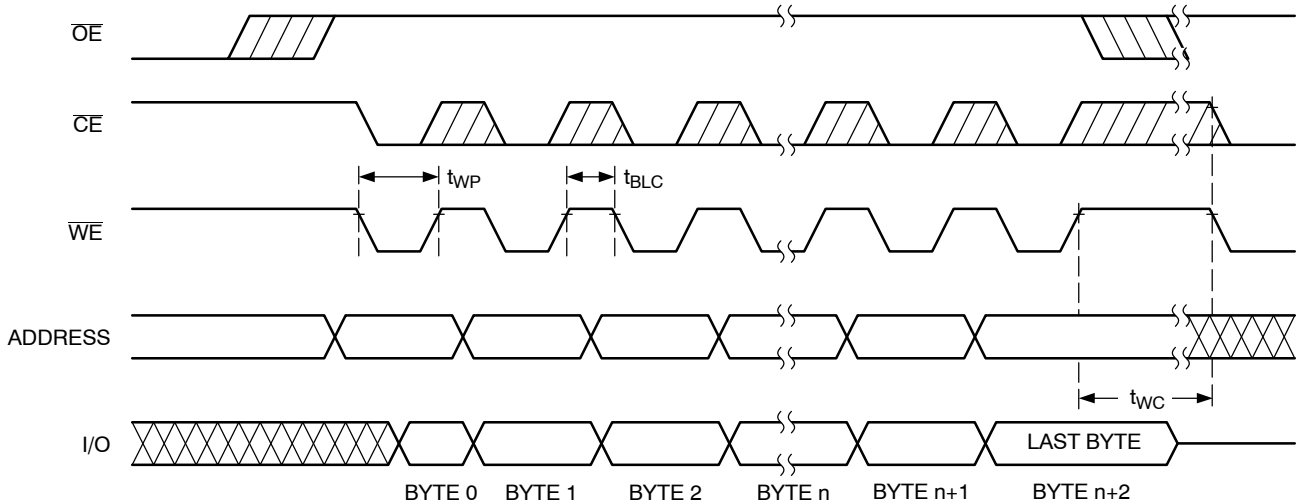 OE
CE
tWP
tBLC
WE
ADDRESS
tWC
I/O
LAST BYTE
BYTE 0 BYTE 1 BYTE 2 BYTE n BYTE n+1 BYTE n+2